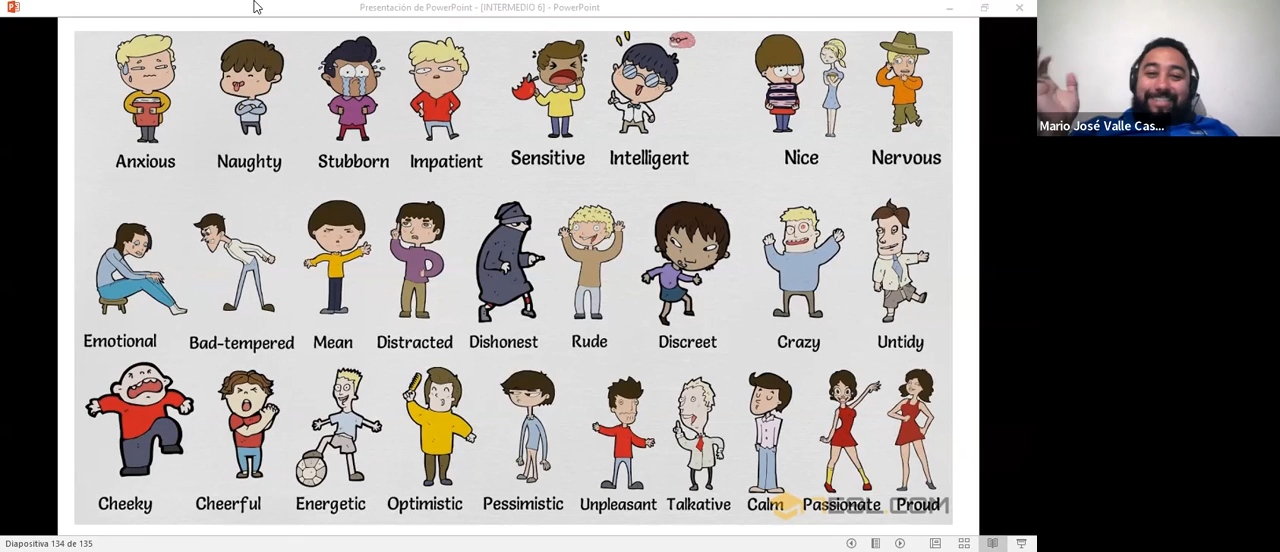 Presentación de PowerPoint - [INTERMEDIO 6] - PowerPoint
Mario José Valle Cas...
Anxious Naughty Stubborn Impatient Sensitive Intelligent Nice Nervous
Emotional Bad-tempered Mean Distracted Dishonest Rude Discreet Crazy Untidy
Cheeky Cheerful Energetic Optimistic Pessimistic Unpleasant Talkative Calm Passionate Proud
Diapositiva 134 de 135